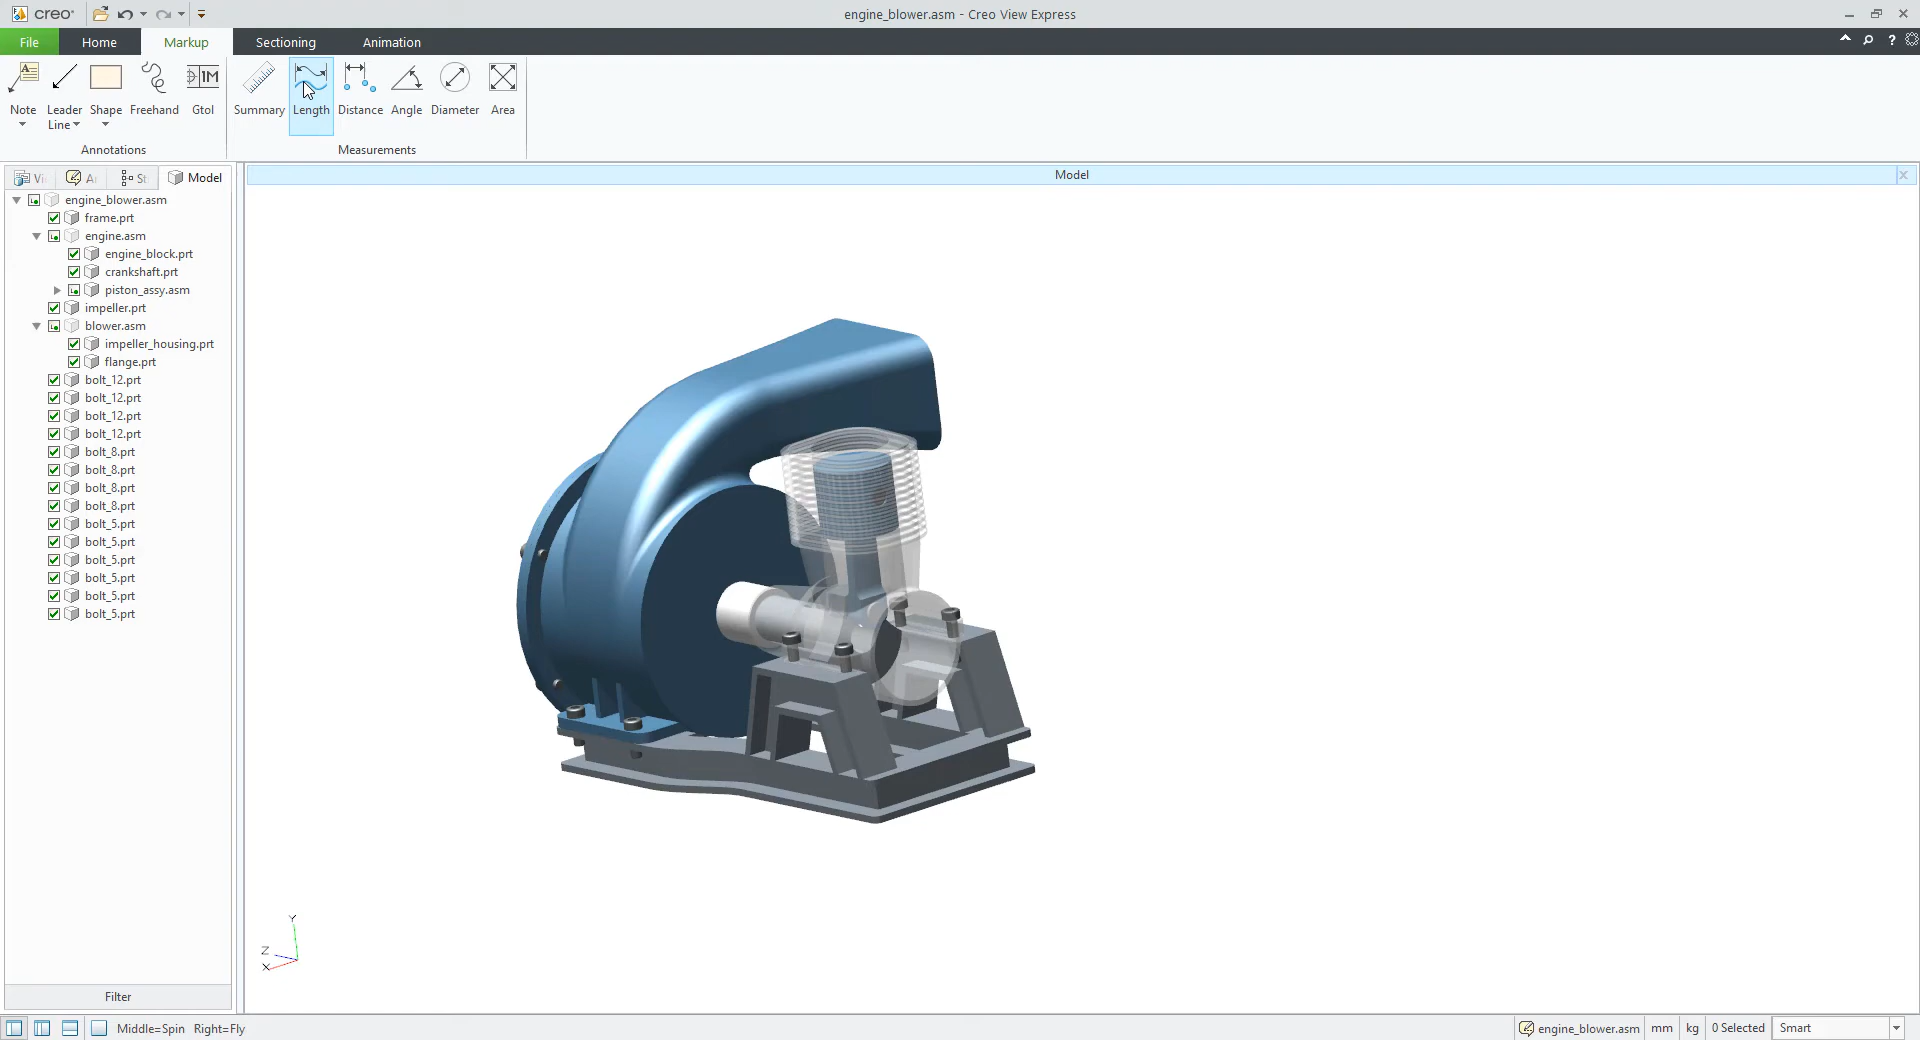 creo
engine_blower.asm - Creo View Express
File Home Markup Sectioning Animation
Note Leader Line Shape Freehand Gtol
Summary Length Distance Angle Diameter Area
Annotations
Measurements
Vi A St Model
Model
engine_blower.asm
frame.prt
engine.asm
engine_block.prt
crankshaft.prt
piston_assy.asm
impeller.prt
blower.asm
impeller_housing.prt
flange.prt
bolt_12.prt
bolt_12.prt
bolt_12.prt
bolt_12.prt
bolt_8.prt
bolt_8.prt
bolt_8.prt
bolt_8.prt
bolt_5.prt
bolt_5.prt
bolt_5.prt
bolt_5.prt
bolt_5.prt
bolt_5.prt
Y
Z
X
Filter
Middle=Spin Right=Fly
engine_blower.asm mm kg 0 Selected Smart